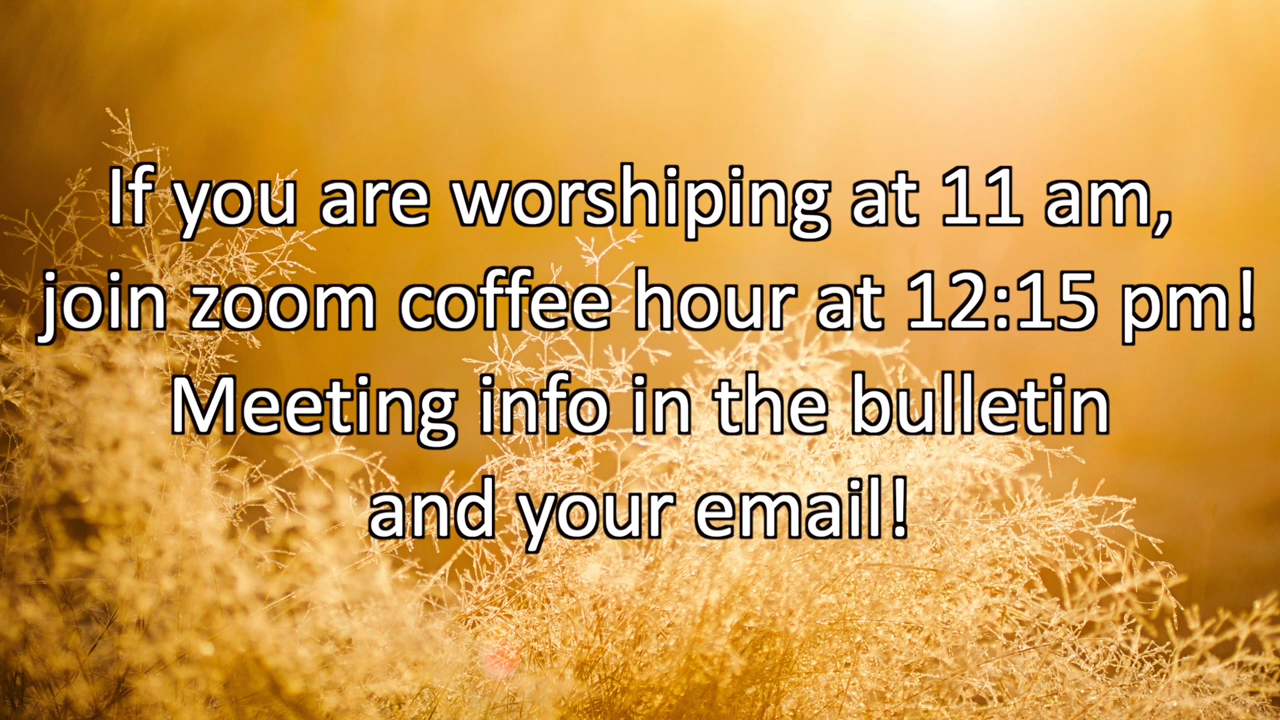 If you are worshiping at 11 am,
join zoom coffee hour at 12:15 pm!
Meeting info in the bulletin
and your email!